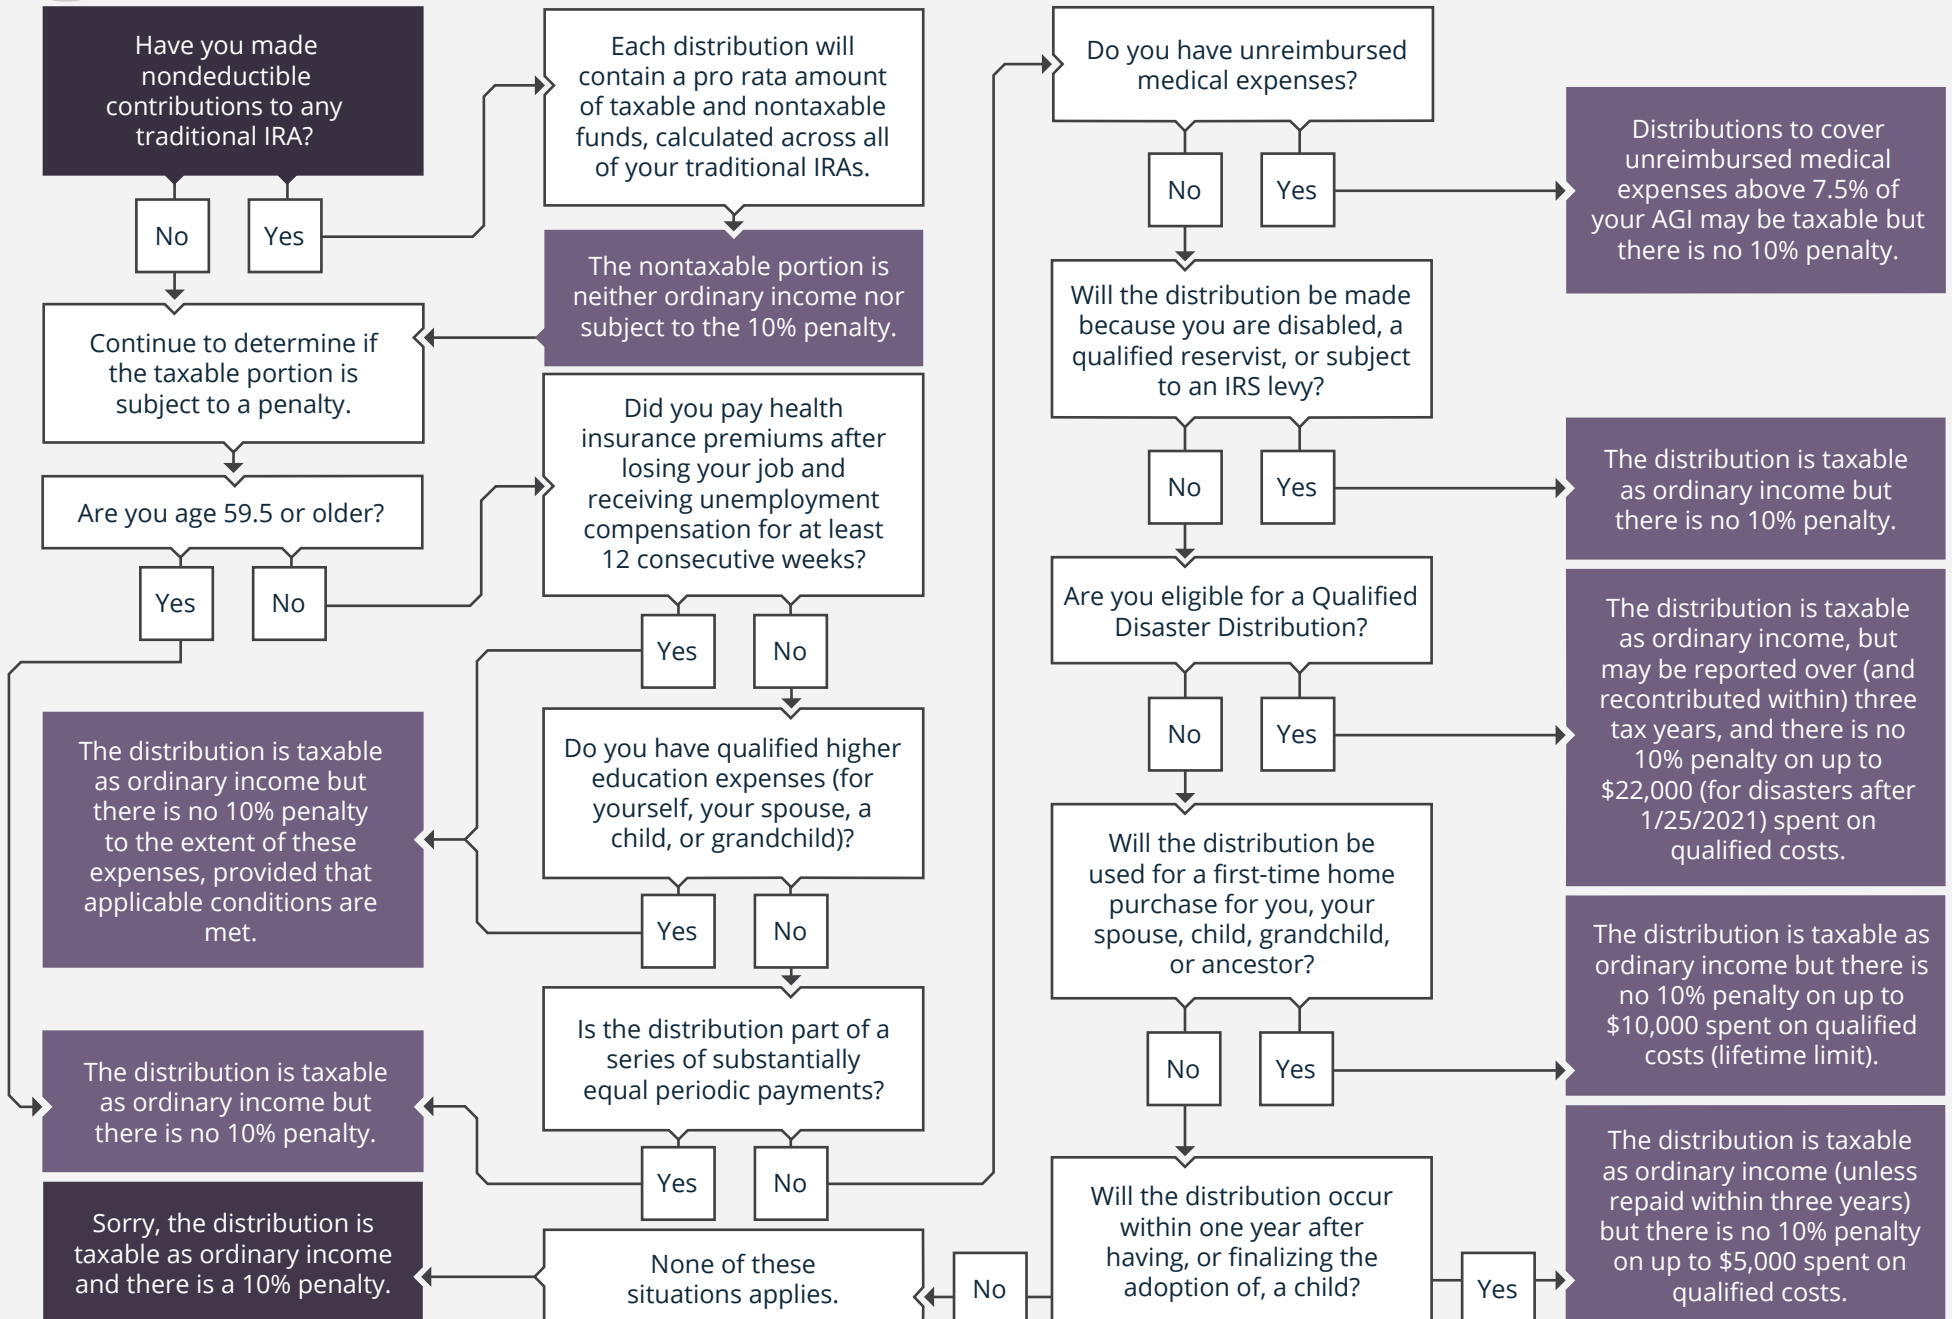 Have you made
nondeductible
contributions to any
traditional IRA?
No
Yes
Each distribution will
contain a pro rata amount
of taxable and nontaxable
funds, calculated across all
of your traditional IRAs.
The nontaxable portion is
neither ordinary income nor
subject to the 10% penalty.
Continue to determine if
the taxable portion is
subject to a penalty.
Are you age 59.5 or older?
Yes
No
Did you pay health
insurance premiums after
losing your job and
receiving unemployment
compensation for at least
12 consecutive weeks?
Yes
No
The distribution is taxable
as ordinary income but
there is no 10% penalty
to the extent of these
expenses, provided that
applicable conditions are
met.
Do you have qualified higher
education expenses (for
yourself, your spouse, a
child, or grandchild)?
Yes
No
Is the distribution part of a
series of substantially
equal periodic payments?
Yes
No
The distribution is taxable
as ordinary income but
there is no 10% penalty.
Sorry, the distribution is
taxable as ordinary income
and there is a 10% penalty.
None of these
situations applies.
Do you have unreimbursed
medical expenses?
No
Yes
Distributions to cover
unreimbursed medical
expenses above 7.5% of
your AGI may be taxable but
there is no 10% penalty.
Will the distribution be made
because you are disabled, a
qualified reservist, or subject
to an IRS levy?
No
Yes
The distribution is taxable
as ordinary income but
there is no 10% penalty.
Are you eligible for a Qualified
Disaster Distribution?
No
Yes
The distribution is taxable
as ordinary income, but
may be reported over (and
recontributed within) three
tax years, and there is no
10% penalty on up to
$22,000 (for disasters after
1/25/2021) spent on
qualified costs.
Will the distribution be
used for a first-time home
purchase for you, your
spouse, child, grandchild,
or ancestor?
No
Yes
The distribution is taxable as
ordinary income but there is
no 10% penalty on up to
$10,000 spent on qualified
costs (lifetime limit).
Will the distribution occur
within one year after
having, or finalizing the
adoption of, a child?
No
Yes
The distribution is taxable
as ordinary income (unless
repaid within three years)
but there is no 10% penalty
on up to $5,000 spent on
qualified costs.